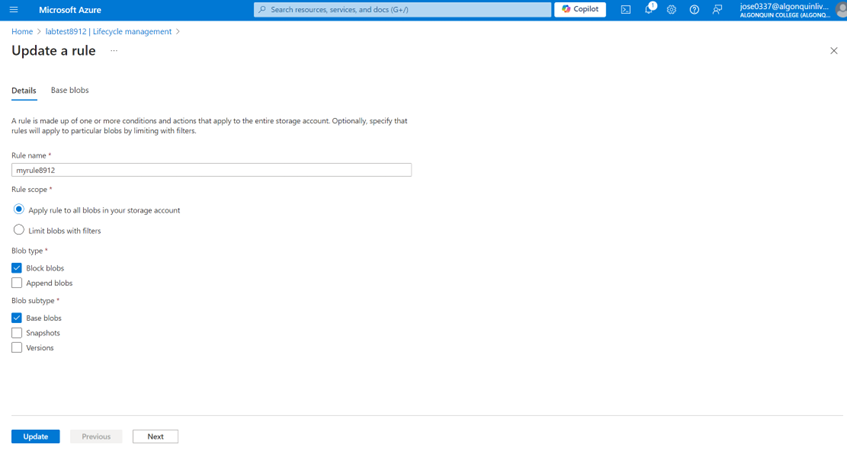 Microsoft Azure
Search resources, services, and docs (G+/)
Copilot
1
jose0337@algonquinliv...
ALGONQUIN COLLEGE (ALGONQ...
Home > labtest8912 | Lifecycle management >
Update a rule ...
Details Base blobs
A rule is made up of one or more conditions and actions that apply to the entire storage account. Optionally, specify that
rules will apply to particular blobs by limiting with filters.
Rule name *
myrule8912
Rule scope *
Apply rule to all blobs in your storage account
Limit blobs with filters
Blob type *
Block blobs
Append blobs
Blob subtype *
Base blobs
Snapshots
Versions
Update Previous Next